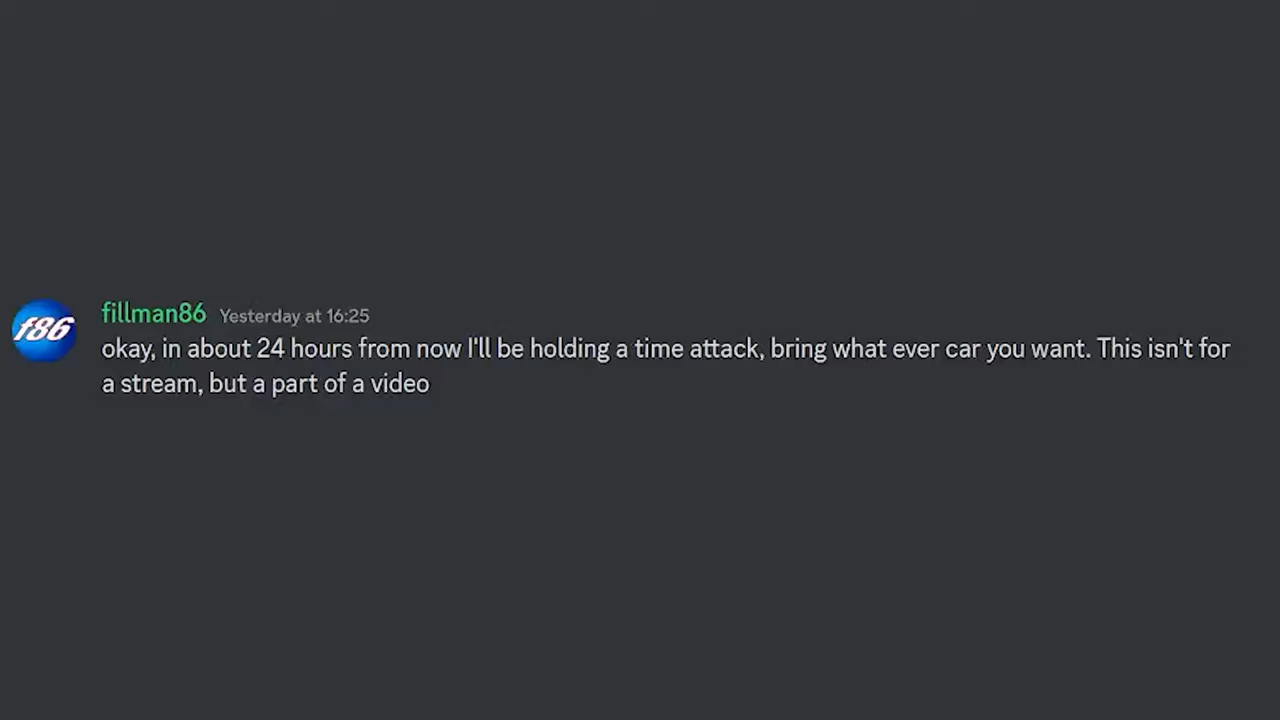 f86
fillman86 Yesterday at 16:25
okay, in about 24 hours from now I'll be holding a time attack, bring what ever car you want. This isn't for
a stream, but a part of a video